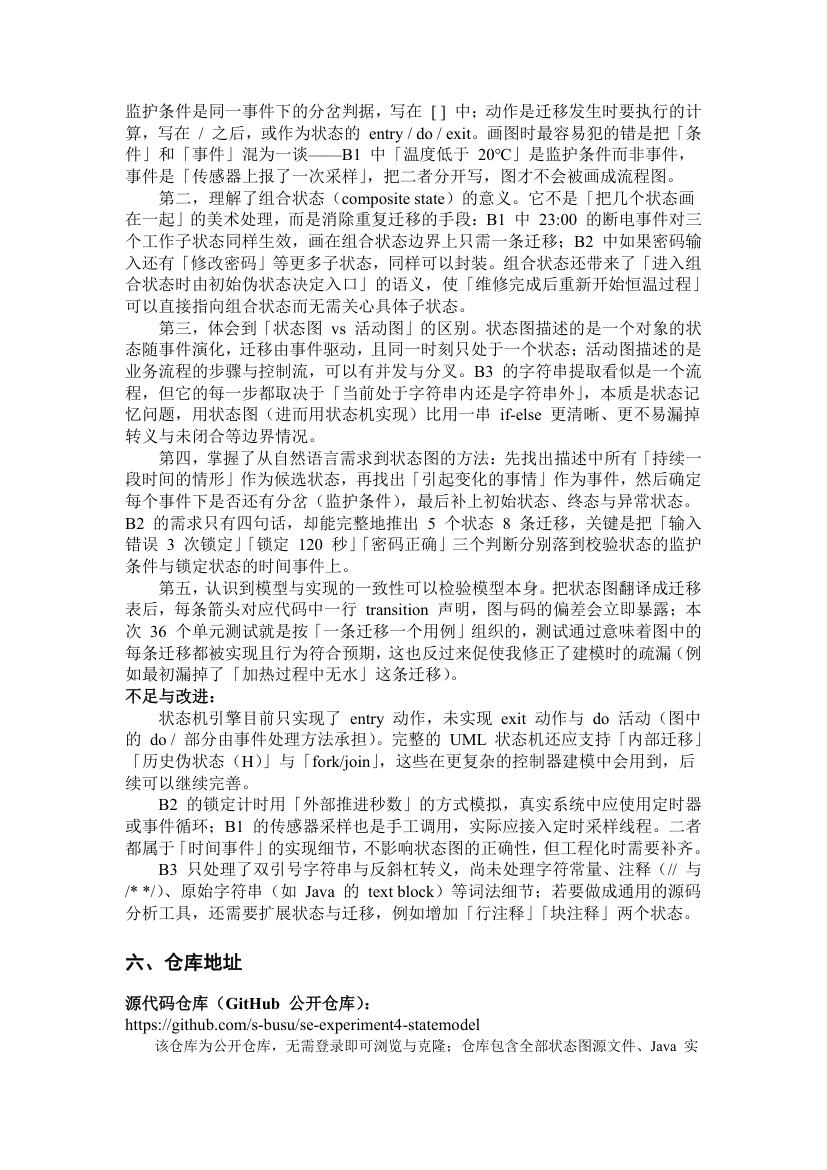 监护条件是同一事件下的分岔判据，写在 [ ] 中；动作是迁移发生时要执行的计
算，写在 / 之后，或作为状态的 entry / do / exit。画图时最容易犯的错是把「条
件」和「事件」混为一谈——B1 中「温度低于 20℃」是监护条件而非事件，
事件是「传感器上报了一次采样」，把二者分开写，图才不会被画成流程图。
第二，理解了组合状态（composite state）的意义。它不是「把几个状态画
在一起」的美术处理，而是消除重复迁移的手段：B1 中 23:00 的断电事件对三
个工作子状态同样生效，画在组合状态边界上只需一条迁移；B2 中如果密码输
入还有「修改密码」等更多子状态，同样可以封装。组合状态还带来了「进入组
合状态时由初始伪状态决定入口」的语义，使「维修完成后重新开始恒温过程」
可以直接指向组合状态而无需关心具体子状态。
第三，体会到「状态图 vs 活动图」的区别。状态图描述的是一个对象的状
态随事件演化，迁移由事件驱动，且同一时刻只处于一个状态；活动图描述的是
业务流程的步骤与控制流，可以有并发与分叉。B3 的字符串提取看似是一个流
程，但它的每一步都取决于「当前处于字符串内还是字符串外」，本质是状态记
忆问题，用状态图（进而用状态机实现）比用一串 if-else 更清晰、更不易漏掉
转义与未闭合等边界情况。
第四，掌握了从自然语言需求到状态图的方法：先找出描述中所有「持续一
段时间的情形」作为候选状态，再找出「引起变化的事情」作为事件，然后确定
每个事件下是否还有分岔（监护条件），最后补上初始状态、终态与异常状态。
B2 的需求只有四句话，却能完整地推出 5 个状态 8 条迁移，关键是把「输入
错误 3 次锁定」「锁定 120 秒」「密码正确」三个判断分别落到校验状态的监护
条件与锁定状态的时间事件上。
第五，认识到模型与实现的一致性可以检验模型本身。把状态图翻译成迁移
表后，每条箭头对应代码中一行 transition 声明，图与码的偏差会立即暴露；本
次 36 个单元测试就是按「一条迁移一个用例」组织的，测试通过意味着图中的
每条迁移都被实现且行为符合预期，这也反过来促使我修正了建模时的疏漏（例
如最初漏掉了「加热过程中无水」这条迁移）。
不足与改进：
状态机引擎目前只实现了 entry 动作，未实现 exit 动作与 do 活动（图中
的 do / 部分由事件处理方法承担）。完整的 UML 状态机还应支持「内部迁移」
「历史伪状态（H）」与「fork/join」，这些在更复杂的控制器建模中会用到，后
续可以继续完善。
B2 的锁定计时用「外部推进秒数」的方式模拟，真实系统中应使用定时器
或事件循环；B1 的传感器采样也是手工调用，实际应接入定时采样线程。二者
都属于「时间事件」的实现细节，不影响状态图的正确性，但工程化时需要补齐。
B3 只处理了双引号字符串与反斜杠转义，尚未处理字符常量、注释（// 与
/* */）、原始字符串（如 Java 的 text block）等词法细节；若要做成通用的源码
分析工具，还需要扩展状态与迁移，例如增加「行注释」「块注释」两个状态。
六、仓库地址
源代码仓库（GitHub 公开仓库）：
https://github.com/s-busu/se-experiment4-statemodel
该仓库为公开仓库，无需登录即可浏览与克隆；仓库包含全部状态图源文件、Java 实